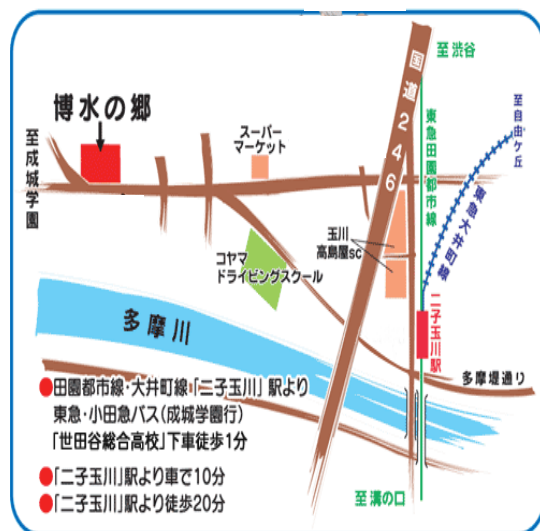 至渋谷
国道246
博水の郷
至成城学園
スーパー
マーケット
東急田園都市線
至自由ケ丘
東急大井町線
玉川
高島屋SC
コヤマ
ドライビングスクール
二子玉川駅
多摩川
多摩堤通り
●田園都市線・大井町線「二子玉川」駅より
東急・小田急バス(成城学園行)
「世田谷総合高校」下車徒歩1分
●「二子玉川」駅より車で10分
●「二子玉川」駅より徒歩20分
至溝の口